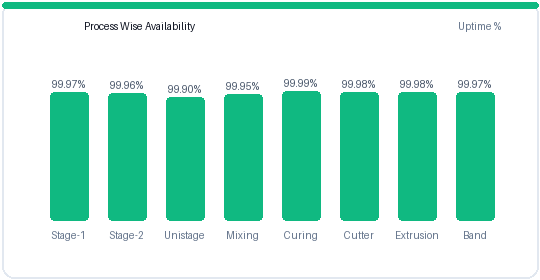 Process Wise Availability
Uptime %
99.97% 99.96% 99.90% 99.95% 99.99% 99.98% 99.98% 99.97%
Stage-1 Stage-2 Unistage Mixing Curing Cutter Extrusion Band